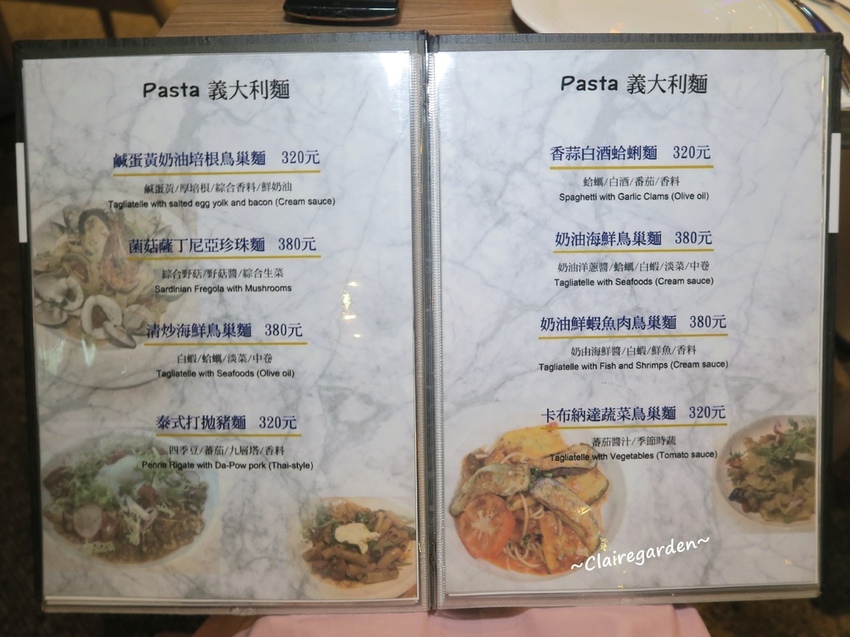 Pasta 義大利麵
鹹蛋黃奶油培根鳥巢麵 320元
鹹蛋黃/厚培根/綜合香料/鮮奶油
Tagliatelle with salted egg yolk and bacon (Cream sauce)
菌菇薩丁尼亞珍珠麵 380元
綜合野菇/野菇醬/綜合生菜
Sardinian Fregola with Mushrooms
清炒海鮮鳥巢麵 380元
白蝦/蛤蠣/淡菜/中卷
Tagliatelle with Seafoods (Olive oil)
泰式打拋豬麵 320元
四季豆/蕃茄/九層塔/香料
Penne Rigate with Da-Pow pork (Thai-style)
Pasta 義大利麵
香蒜白酒蛤蜊麵 320元
蛤蠣/白酒/番茄/香料
Spaghetti with Garlic Clams (Olive oil)
奶油海鮮鳥巢麵 380元
奶油洋蔥醬/蛤蠣/白蝦/淡菜/中卷
Tagliatelle with Seafoods (Cream sauce)
奶油鮮蝦魚肉鳥巢麵 380元
奶由海鮮醬/白蝦/鮮魚/香料
Tagliatelle with Fish and Shrimps (Cream sauce)
卡布納達蔬菜鳥巢麵 320元
蕃茄醬汁/季節時蔬
Tagliatelle with Vegetables (Tomato sauce)
~Clairegarden~